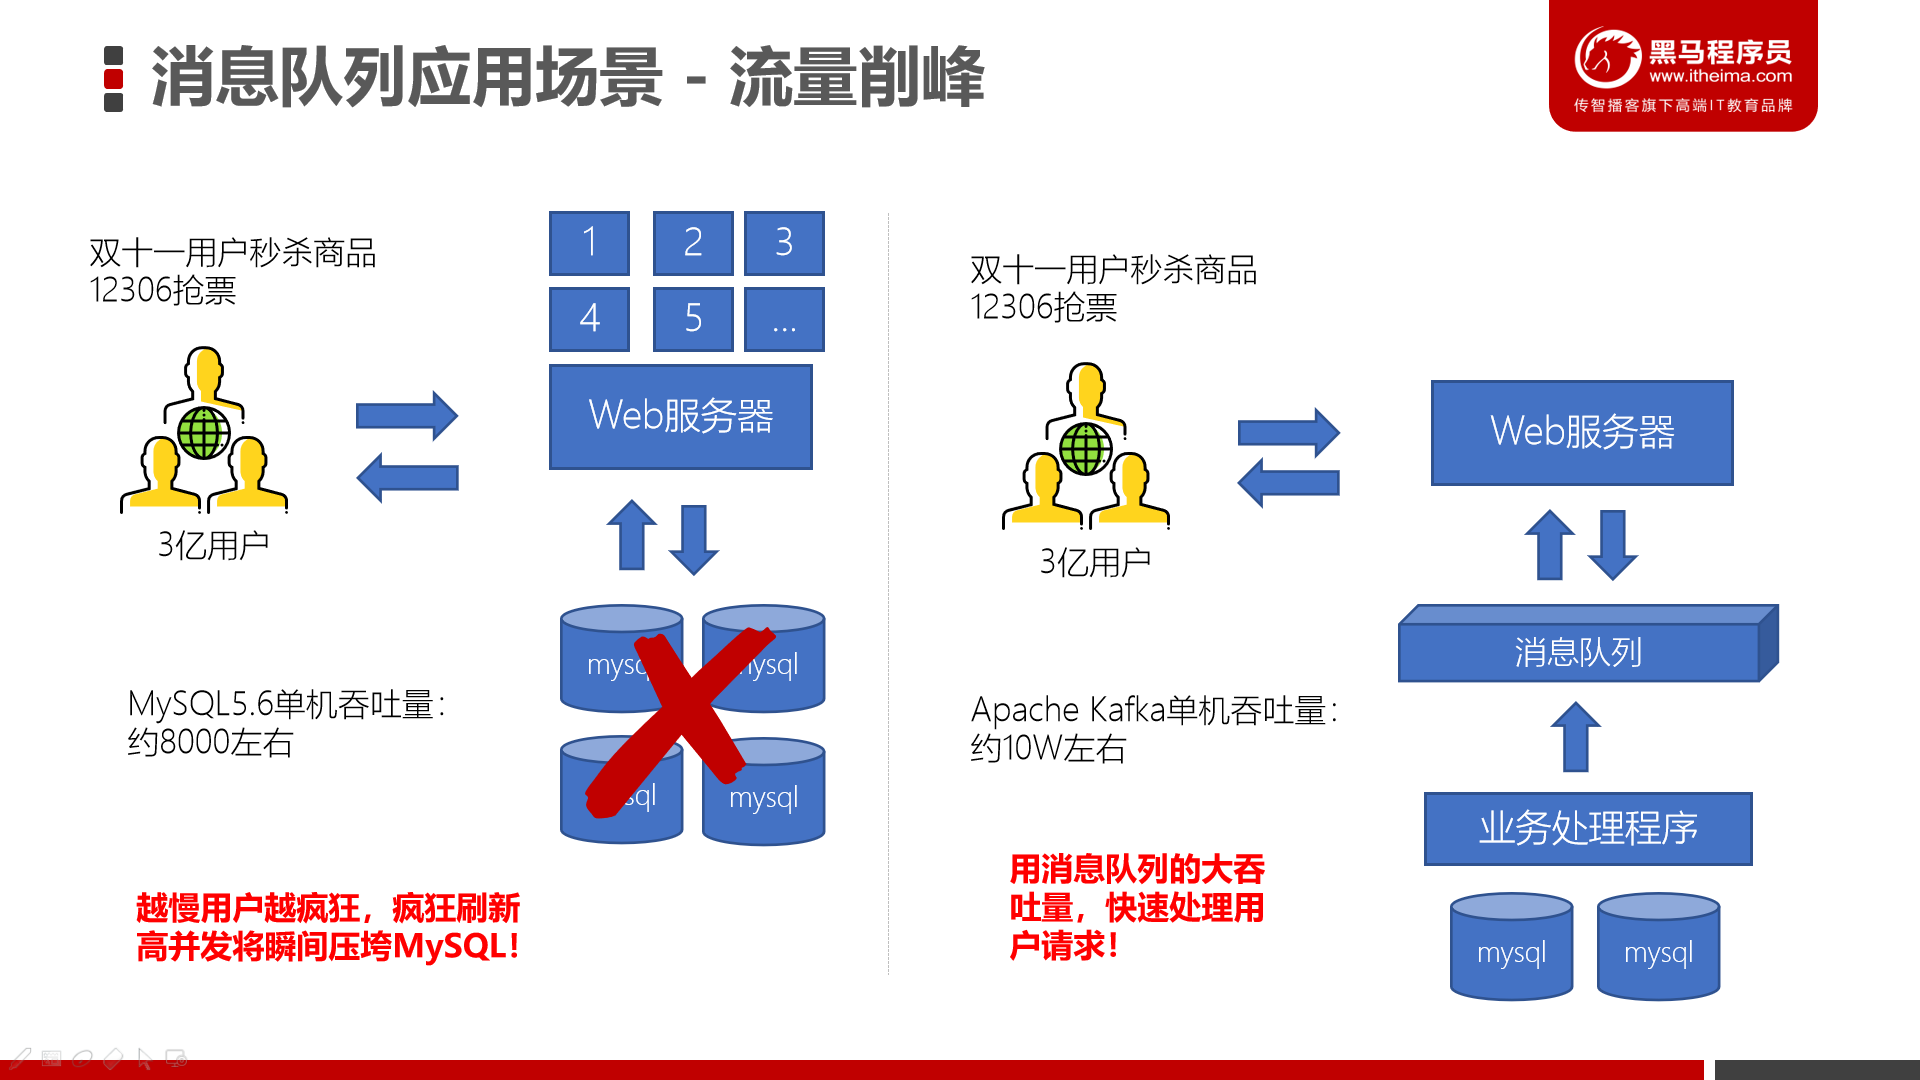 消息队列应用场景 - 流量削峰
黑马程序员
www.itheima.com
传智播客旗下高端IT教育品牌
双十一用户秒杀商品
12306抢票
3亿用户
1
2
3
4
5
...
Web服务器
mysql
mysql
mysql
mysql
MySQL5.6单机吞吐量：
约8000左右
越慢用户越疯狂，疯狂刷新
高并发将瞬间压垮MySQL！
双十一用户秒杀商品
12306抢票
3亿用户
Web服务器
消息队列
Apache Kafka单机吞吐量：
约10W左右
业务处理程序
用消息队列的大吞
吐量，快速处理用
户请求！
mysql
mysql